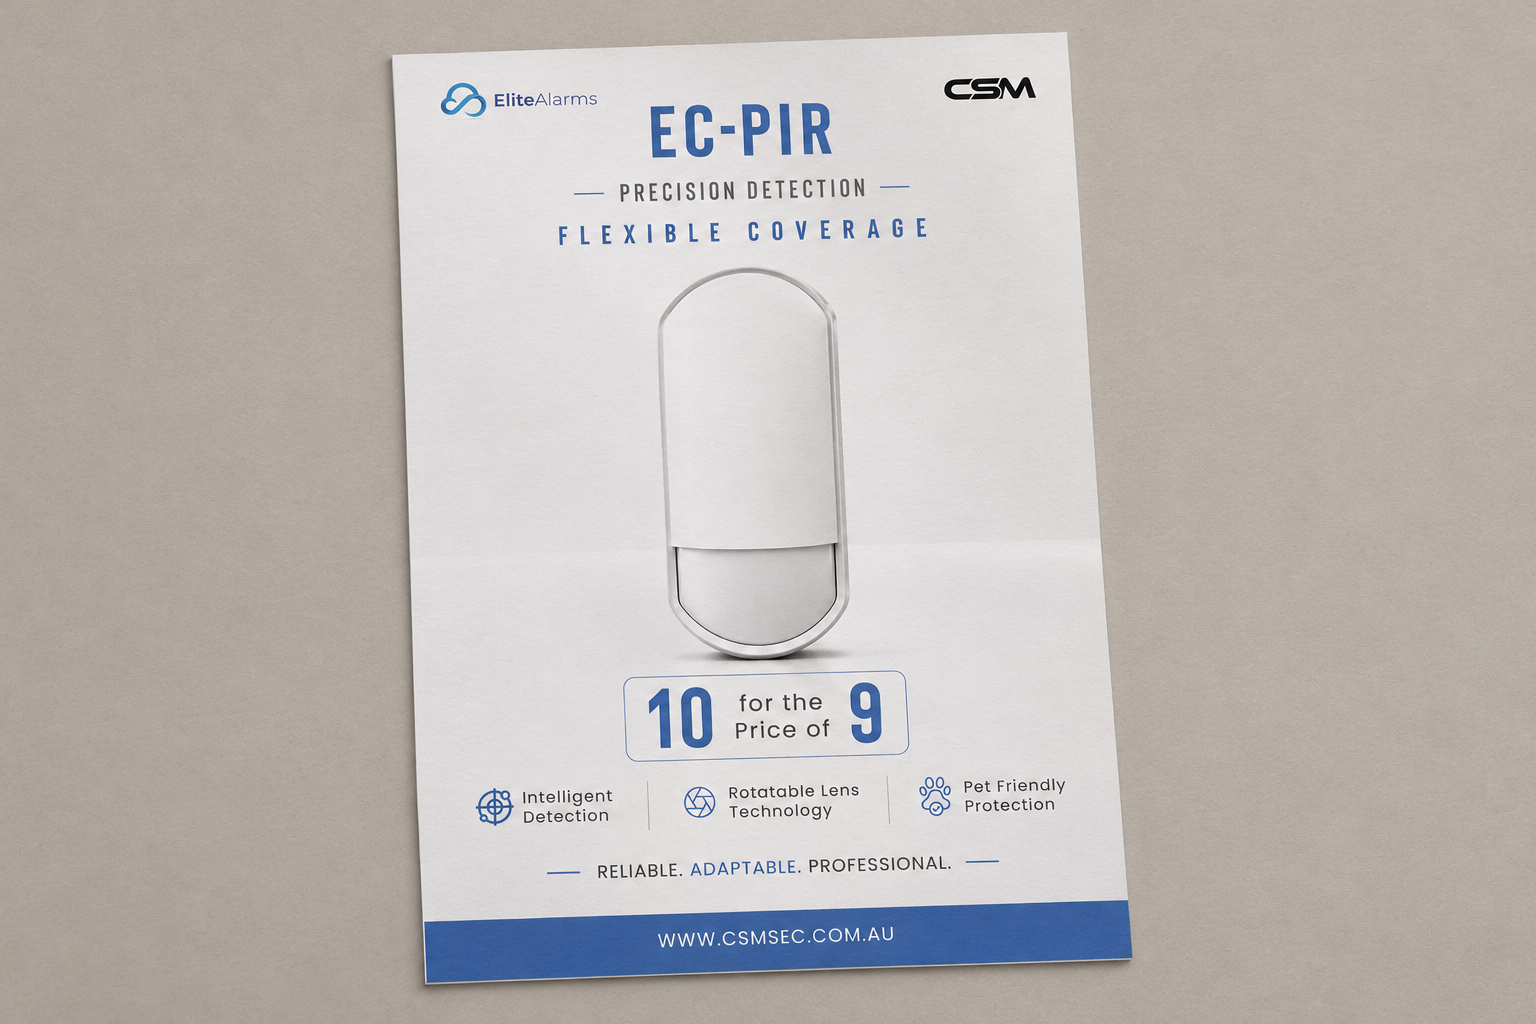 EliteAlarms
CSM
EC-PIR
PRECISION DETECTION
FLEXIBLE COVERAGE
10 for the Price of 9
Intelligent
Detection
Rotatable Lens
Technology
Pet Friendly
Protection
RELIABLE. ADAPTABLE. PROFESSIONAL.
WWW.CSMSEC.COM.AU